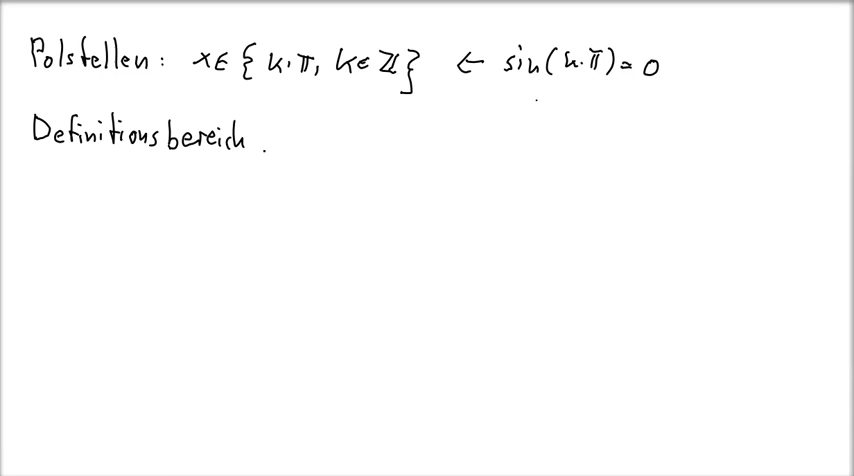 Polstellen: x ∈ { k·π, k ∈ ℤ } ← sin(k·π) = 0
Definitionsbereich.